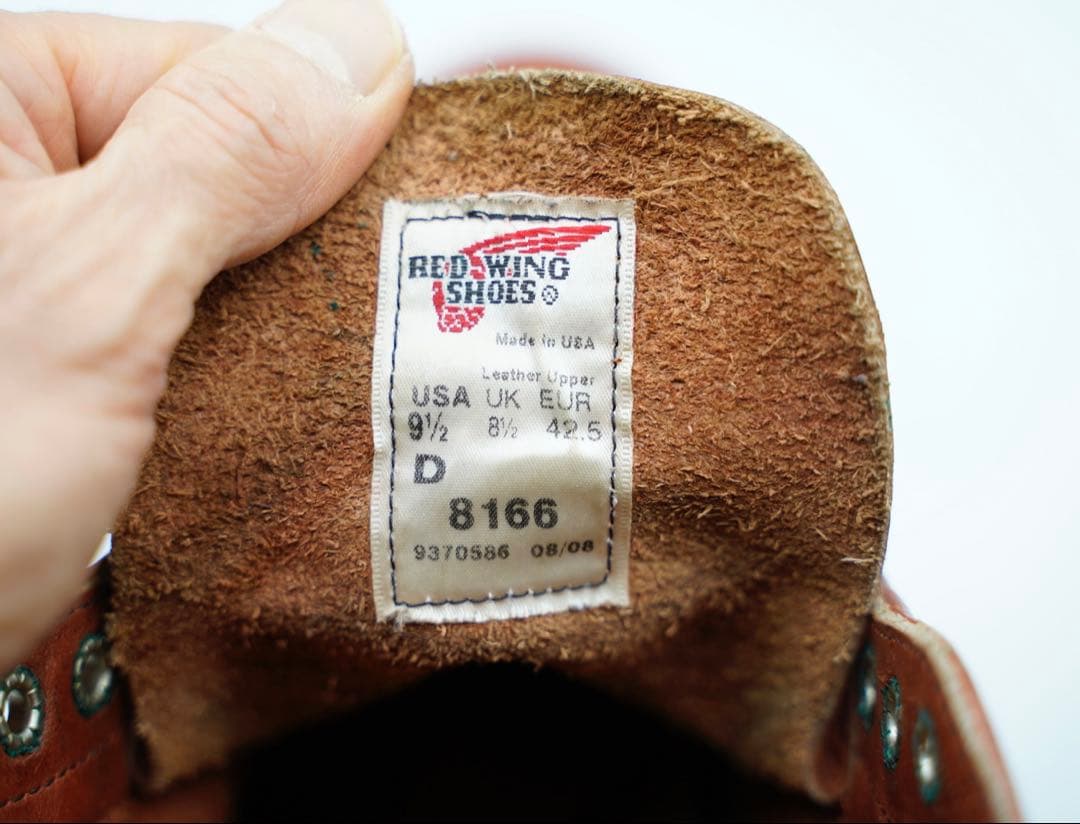 RED WING
SHOES®
Made in USA
Leather Upper
USA UK EUR
9½ 8½ 42.5
D
8166
9370586 08/08